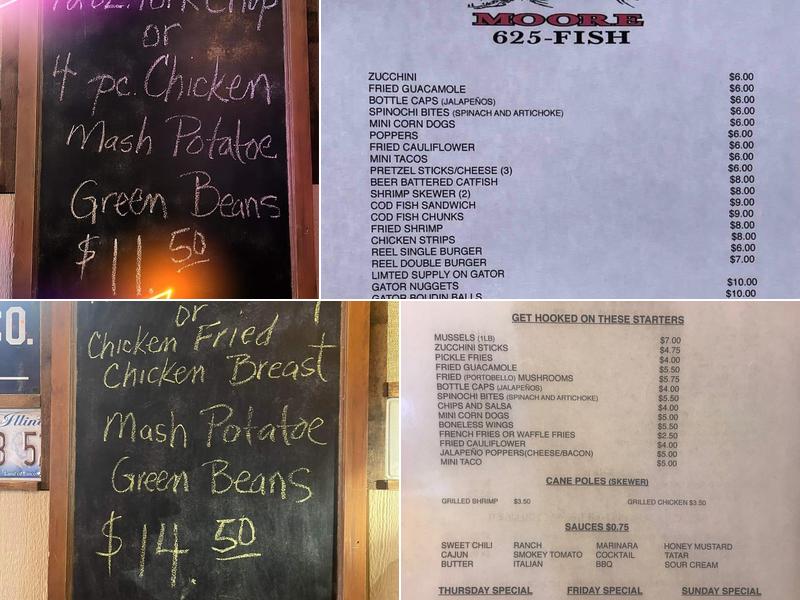 10oz. Pork Chop
or
4 pc. Chicken
Mash Potatoe
Green Beans
$11.50
MOORE
625-FISH
ZUCCHINI $6.00
FRIED GUACAMOLE $6.00
BOTTLE CAPS (JALAPEÑOS) $6.00
SPINOCHI BITES (SPINACH AND ARTICHOKE) $6.00
MINI CORN DOGS $6.00
POPPERS $6.00
FRIED CAULIFLOWER $6.00
MINI TACOS $6.00
PRETZEL STICKS/CHEESE (3) $6.00
BEER BATTERED CATFISH $8.00
SHRIMP SKEWER (2) $8.00
COD FISH SANDWICH $9.00
COD FISH CHUNKS $9.00
FRIED SHRIMP $8.00
CHICKEN STRIPS $8.00
REEL SINGLE BURGER $6.00
REEL DOUBLE BURGER $7.00
LIMTED SUPPLY ON GATOR
GATOR NUGGETS $10.00
GATOR BOUDIN BALLS $10.00
O.
Illin
3 5
or
Chicken Fried
Chicken Breast
Mash Potatoe
Green Beans
$14.50
GET HOOKED ON THESE STARTERS
MUSSELS (1LB) $7.00
ZUCCHINI STICKS $4.75
PICKLE FRIES $4.00
FRIED GUACAMOLE $5.50
FRIED (PORTOBELLO) MUSHROOMS $5.75
BOTTLE CAPS (JALAPEÑOS) $4.00
SPINOCHI BITES (SPINACH AND ARTICHOKE) $5.50
CHIPS AND SALSA $4.00
MINI CORN DOGS $5.00
BONELESS WINGS $5.50
FRENCH FRIES OR WAFFLE FRIES $2.50
FRIED CAULIFLOWER $4.00
JALAPEÑO POPPERS(CHEESE/BACON) $5.00
MINI TACO $5.00
CANE POLES (SKEWER)
GRILLED SHRIMP $3.50 GRILLED CHICKEN $3.50
SAUCES $0.75
SWEET CHILI RANCH MARINARA HONEY MUSTARD
CAJUN SMOKEY TOMATO COCKTAIL TATAR
BUTTER ITALIAN BBQ SOUR CREAM
THURSDAY SPECIAL FRIDAY SPECIAL SUNDAY SPECIAL